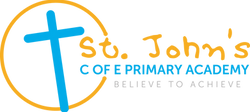 St. John's
C OF E PRIMARY ACADEMY
BELIEVE TO ACHIEVE